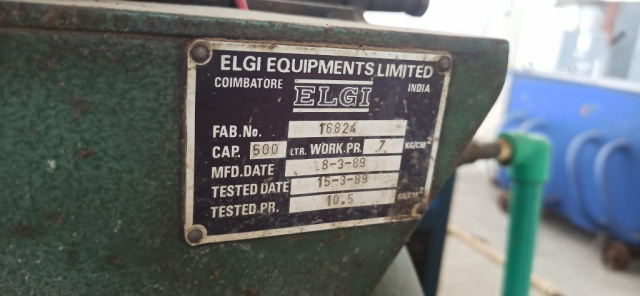 ELGI EQUIPMENTS LIMITED
COIMBATORE ELGI INDIA
FAB.No. 16824
CAP. 500 LTR. WORK.PR. 7 KG/CM²
MFD.DATE 8-3-89
TESTED DATE 15-3-89
TESTED PR. 10.5 KG/CM²